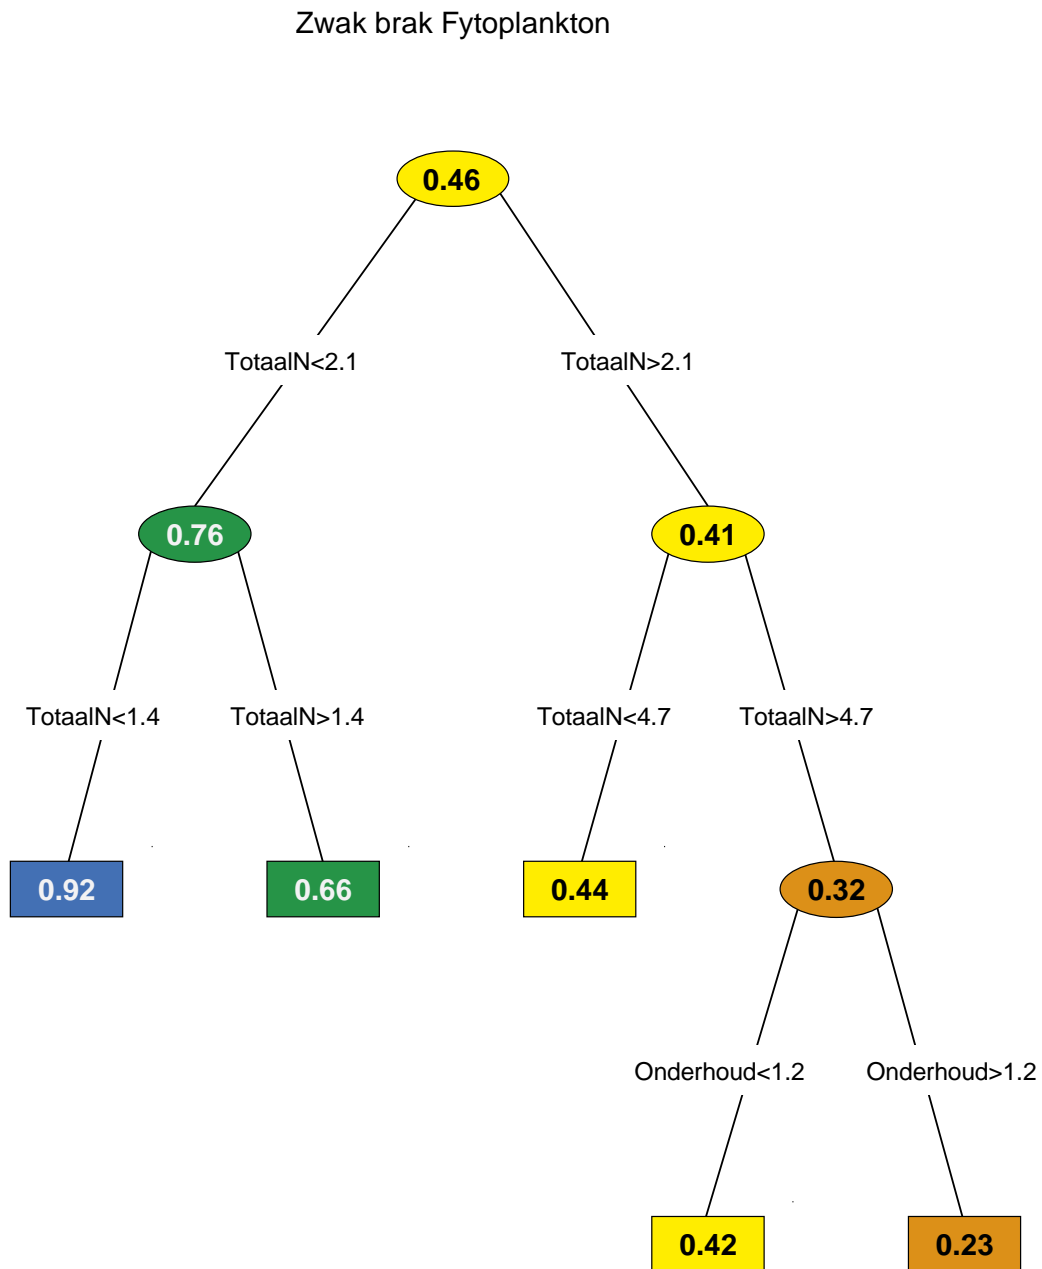 Zwak brak Fytoplankton
0.46
TotaalN<2.1 TotaalN>2.1
0.76 0.41
TotaalN<1.4 TotaalN>1.4 TotaalN<4.7 TotaalN>4.7
0.92 0.66 0.44 0.32
Onderhoud<1.2 Onderhoud>1.2
0.42 0.23